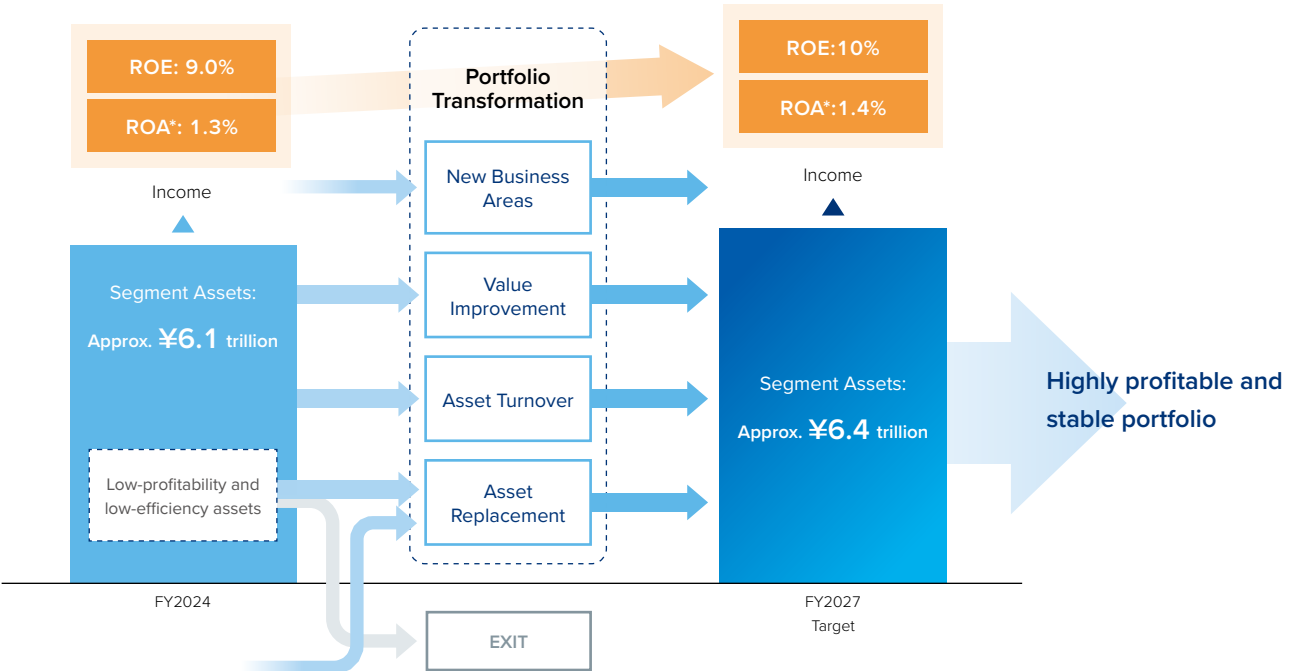 ROE: 9.0%
ROA*: 1.3%
Income
Segment Assets:
Approx. ¥6.1 trillion
Low-profitability and
low-efficiency assets
FY2024
Portfolio
Transformation
New Business
Areas
Value
Improvement
Asset Turnover
Asset
Replacement
EXIT
ROE:10%
ROA*:1.4%
Income
Segment Assets:
Approx. ¥6.4 trillion
FY2027
Target
Highly profitable and
stable portfolio